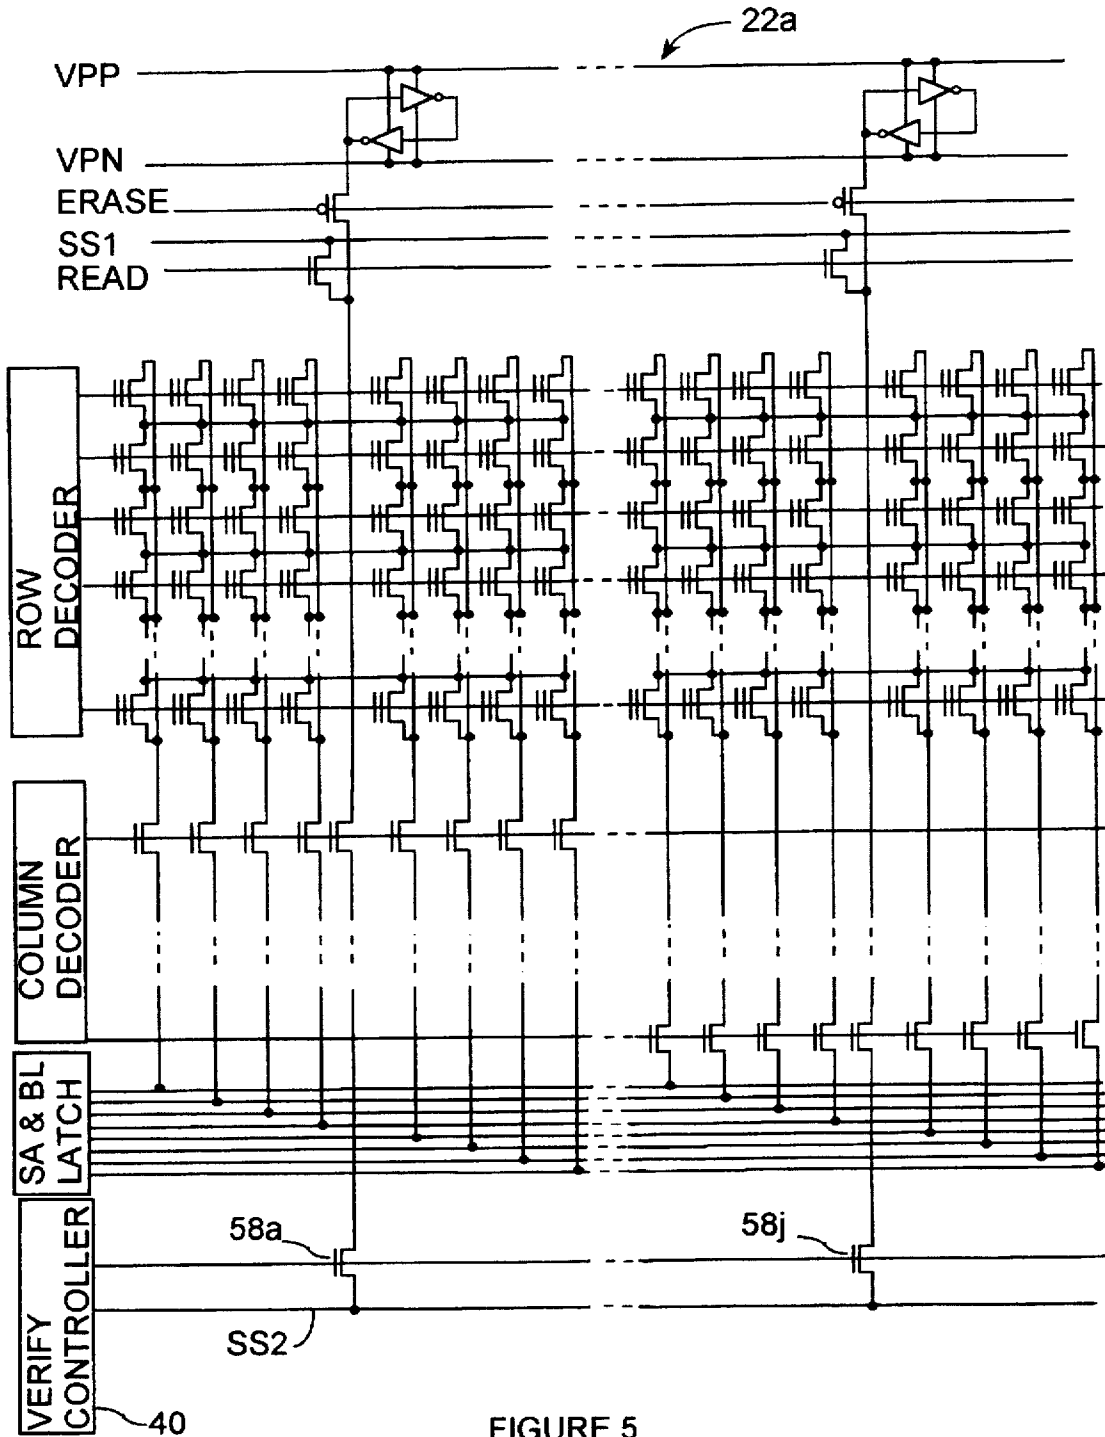 22a
VPP
VPN
ERASE
SS1
READ
ROW
DECODER
COLUMN
DECODER
SA & BL
LATCH
58a
58j
VERIFY
CONTROLLER
SS2
40
FIGURE 5